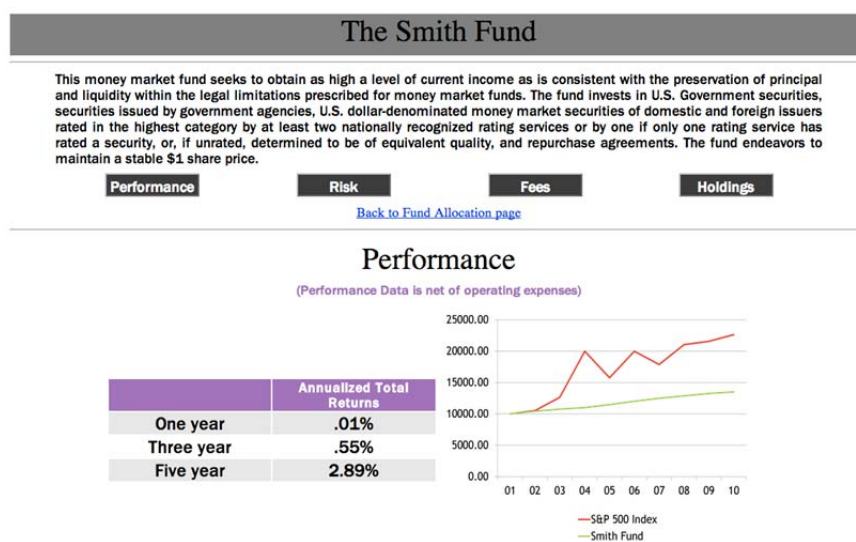 The Smith Fund
This money market fund seeks to obtain as high a level of current income as is consistent with the preservation of principal
and liquidity within the legal limitations prescribed for money market funds. The fund invests in U.S. Government securities,
securities issued by government agencies, U.S. dollar-denominated money market securities of domestic and foreign issuers
rated in the highest category by at least two nationally recognized rating services or by one if only one rating service has
rated a security, or, if unrated, determined to be of equivalent quality, and repurchase agreements. The fund endeavors to
maintain a stable $1 share price.
Performance Risk Fees Holdings
Back to Fund Allocation page
Performance
(Performance Data is net of operating expenses)
Annualized Total
Returns
One year .01%
Three year .55%
Five year 2.89%
25000.00
20000.00
15000.00
10000.00
5000.00
0.00
01 02 03 04 05 06 07 08 09 10
S&P 500 Index
Smith Fund